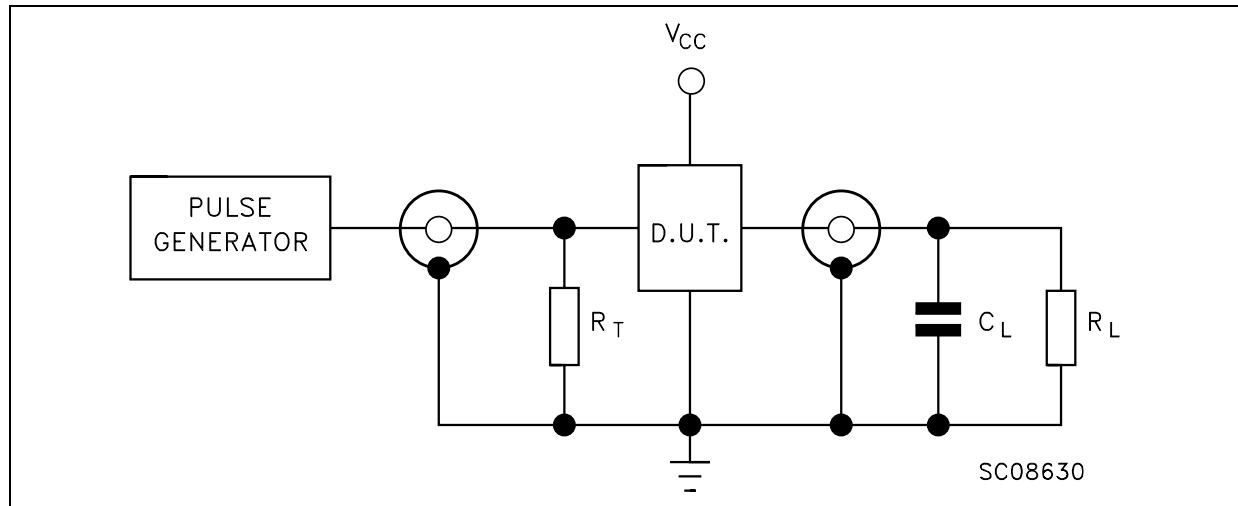 VCC
PULSE
GENERATOR
D.U.T.
RT
CL
RL
SC08630